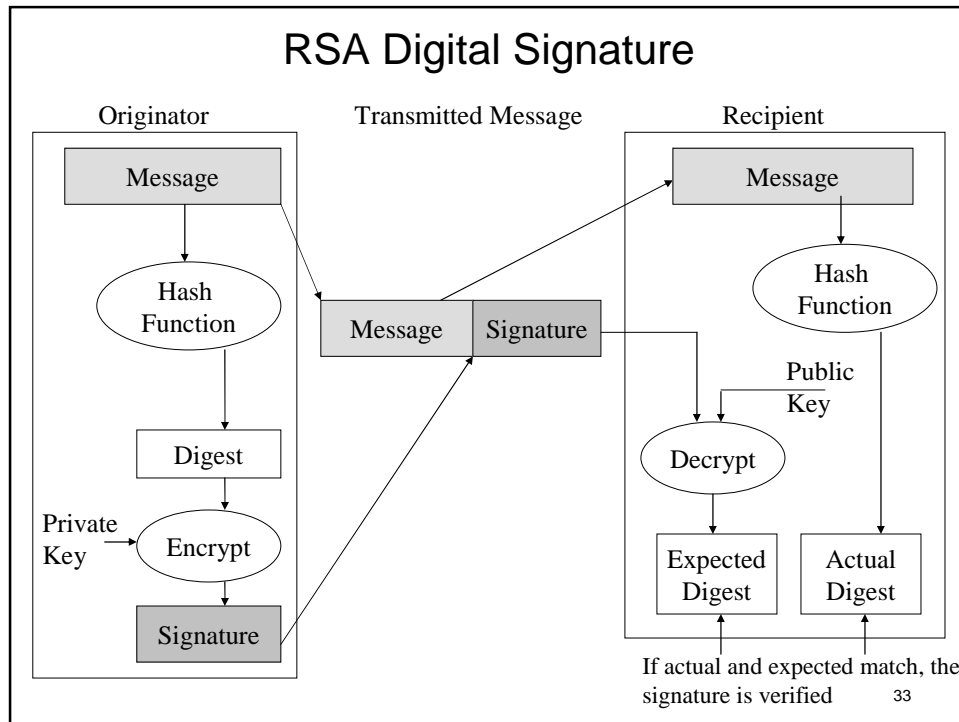 RSA Digital Signature
Originator
Transmitted Message
Recipient
Message
Hash
Function
Digest
Private
Key
Encrypt
Signature
Message
Signature
Message
Hash
Function
Public
Key
Decrypt
Expected
Digest
Actual
Digest
If actual and expected match, the
signature is verified
33